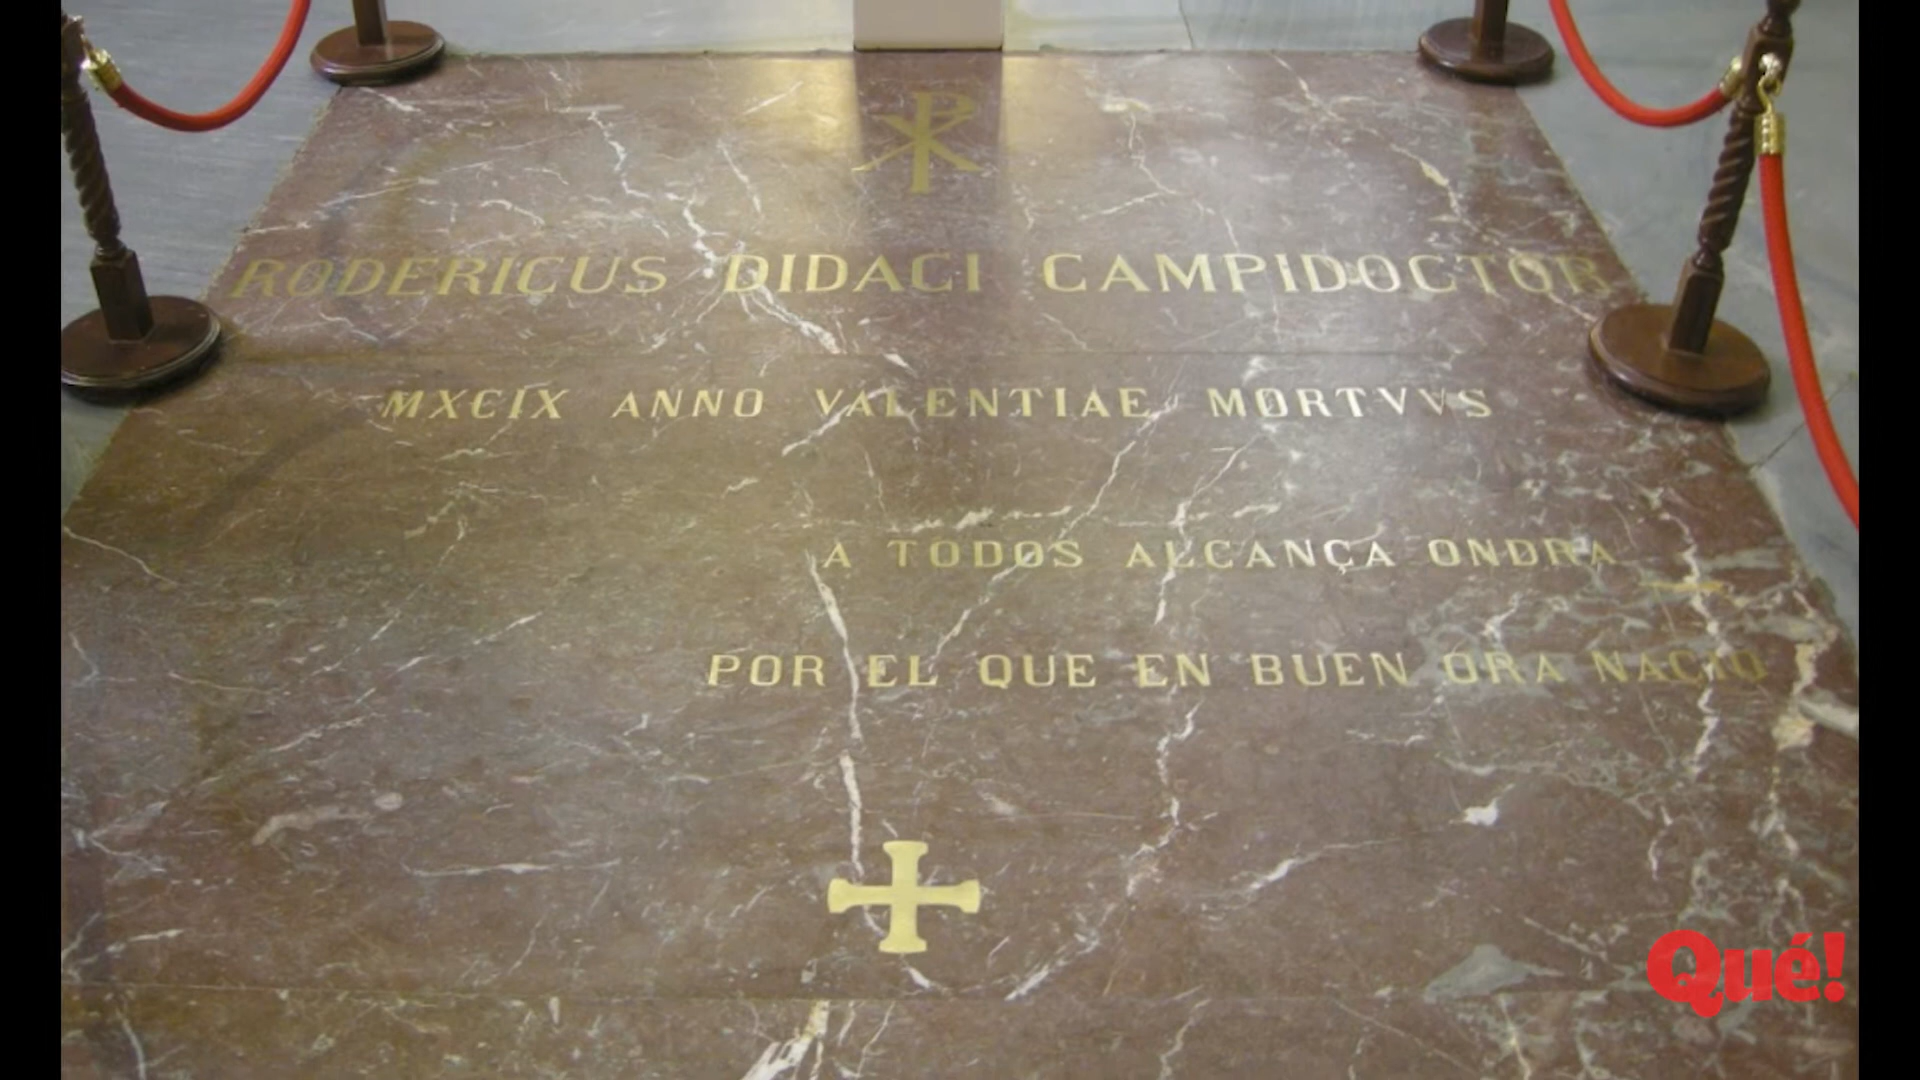 RODERICUS DIDACI CAMPIDOCTOR
MXCIX ANNO VALENTIAE MORTVVS
A TODOS ALCANÇA ONDRA
POR EL QUE EN BUEN ORA NACIO
Qué!